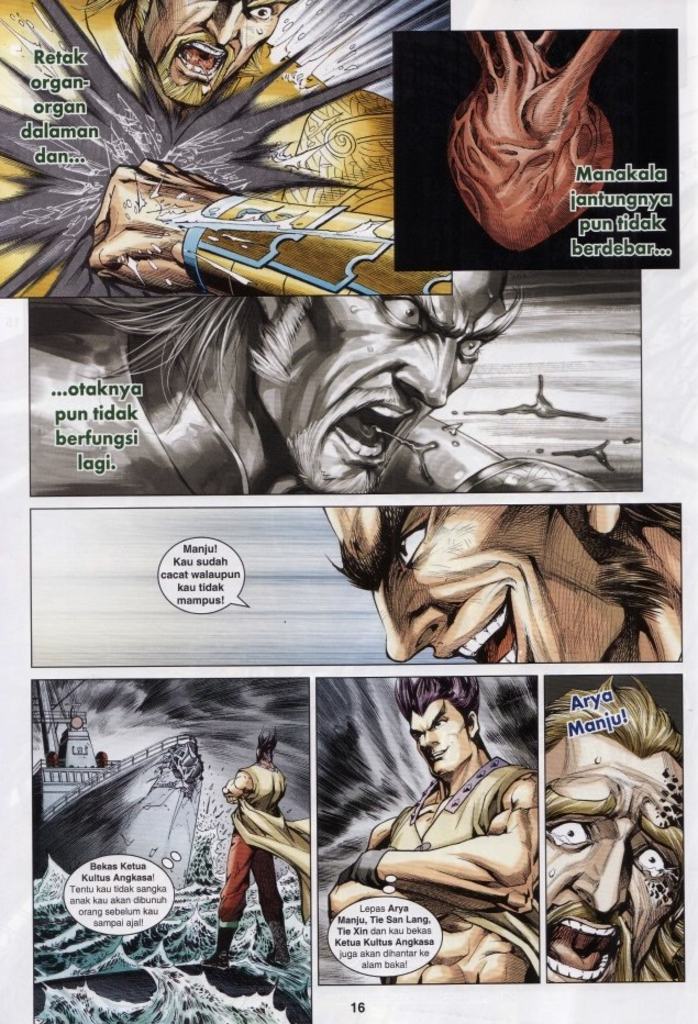 Retak
organ-
organ
dalaman
dan...
Manakala
jantungnya
pun tidak
berdebar...
...otaknya
pun tidak
berfungsi
lagi.
Manju!
Kau sudah
cacat walaupun
kau tidak
mampus!
Bekas Ketua
Kultus Angkasa!
Tentu kau tidak sangka
anak kau akan dibunuh
orang sebelum kau
sampai ajal!
Lepas Arya
Manju, Tie San Lang,
Tie Xin dan kau bekas
Ketua Kultus Angkasa
juga akan dihantar ke
alam baka!
Arya
Manju!
16